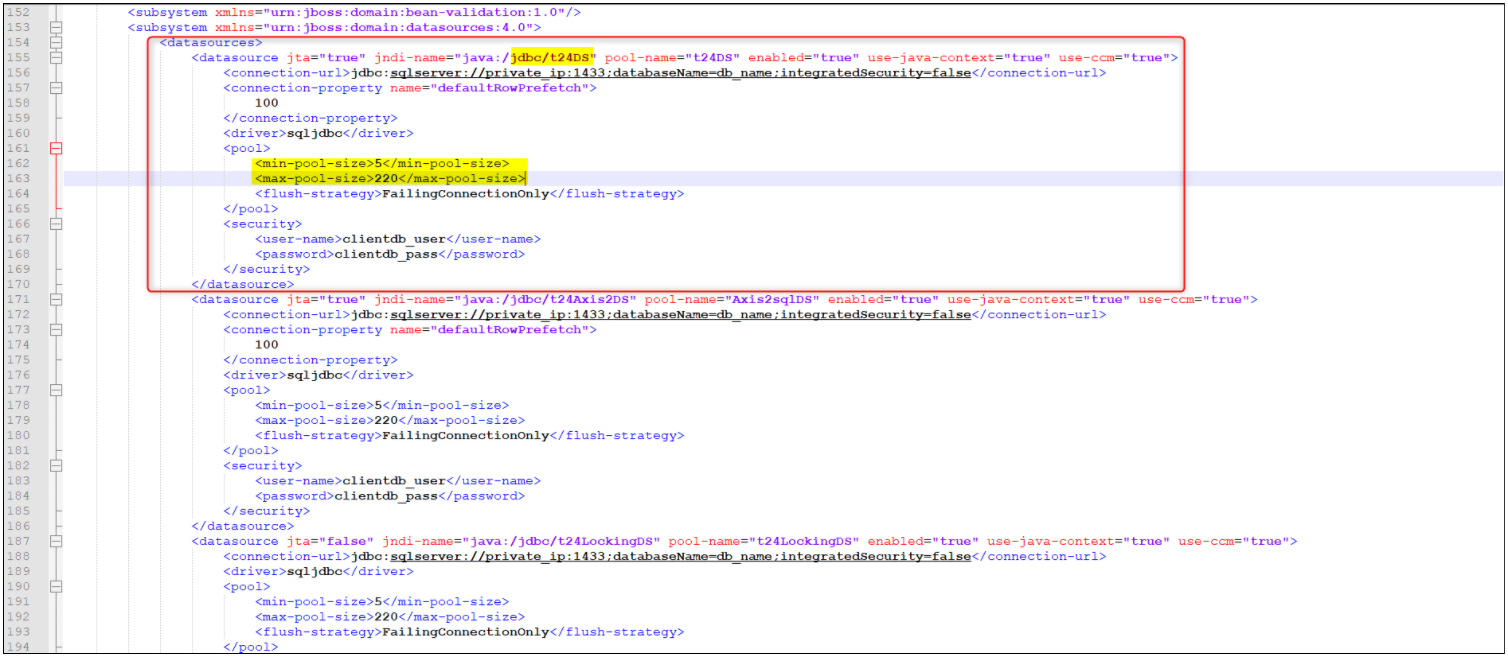 152 <subsystem xmlns="urn:jboss:domain:bean-validation:1.0"/>
153 <subsystem xmlns="urn:jboss:domain:datasources:4.0">
154 <datasources>
155 <datasource jta="true" jndi-name="java:/jdbc/t24DS" pool-name="t24DS" enabled="true" use-java-context="true" use-ccm="true">
156 <connection-url>jdbc:sqlserver://private_ip:1433;databaseName=db_name;integratedSecurity=false</connection-url>
157 <connection-property name="defaultRowPrefetch">
158 100
159 </connection-property>
160 <driver>sqljdbc</driver>
161 <pool>
162 <min-pool-size>5</min-pool-size>
163 <max-pool-size>220</max-pool-size>
164 <flush-strategy>FailingConnectionOnly</flush-strategy>
165 </pool>
166 <security>
167 <user-name>clientdb_user</user-name>
168 <password>clientdb_pass</password>
169 </security>
170 </datasource>
171 <datasource jta="true" jndi-name="java:/jdbc/t24Axis2DS" pool-name="Axis2sqlDS" enabled="true" use-java-context="true" use-ccm="true">
172 <connection-url>jdbc:sqlserver://private_ip:1433;databaseName=db_name;integratedSecurity=false</connection-url>
173 <connection-property name="defaultRowPrefetch">
174 100
175 </connection-property>
176 <driver>sqljdbc</driver>
177 <pool>
178 <min-pool-size>5</min-pool-size>
179 <max-pool-size>220</max-pool-size>
180 <flush-strategy>FailingConnectionOnly</flush-strategy>
181 </pool>
182 <security>
183 <user-name>clientdb_user</user-name>
184 <password>clientdb_pass</password>
185 </security>
186 </datasource>
187 <datasource jta="false" jndi-name="java:/jdbc/t24LockingDS" pool-name="t24LockingDS" enabled="true" use-java-context="true" use-ccm="true">
188 <connection-url>jdbc:sqlserver://private_ip:1433;databaseName=db_name;integratedSecurity=false</connection-url>
189 <driver>sqljdbc</driver>
190 <pool>
191 <min-pool-size>5</min-pool-size>
192 <max-pool-size>220</max-pool-size>
193 <flush-strategy>FailingConnectionOnly</flush-strategy>
194 </pool>